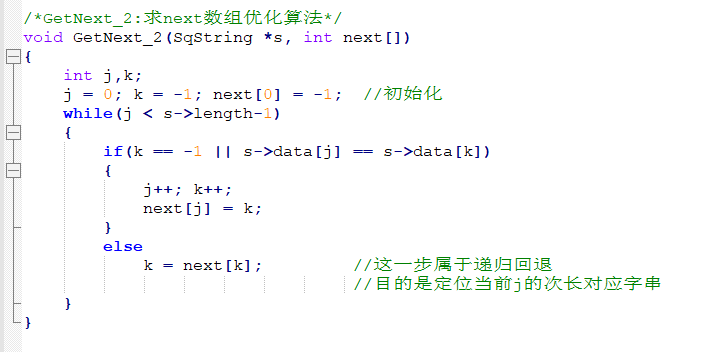 /*GetNext_2:求next数组优化算法*/
void GetNext_2(SqString *s, int next[])
{
    int j,k;
    j = 0; k = -1; next[0] = -1;  //初始化
    while(j < s->length-1)
    {
        if(k == -1 || s->data[j] == s->data[k])
        {
            j++; k++;
            next[j] = k;
        }
        else
            k = next[k];         //这一步属于递归回退
                                 //目的是定位当前j的次长对应字串
    }
}